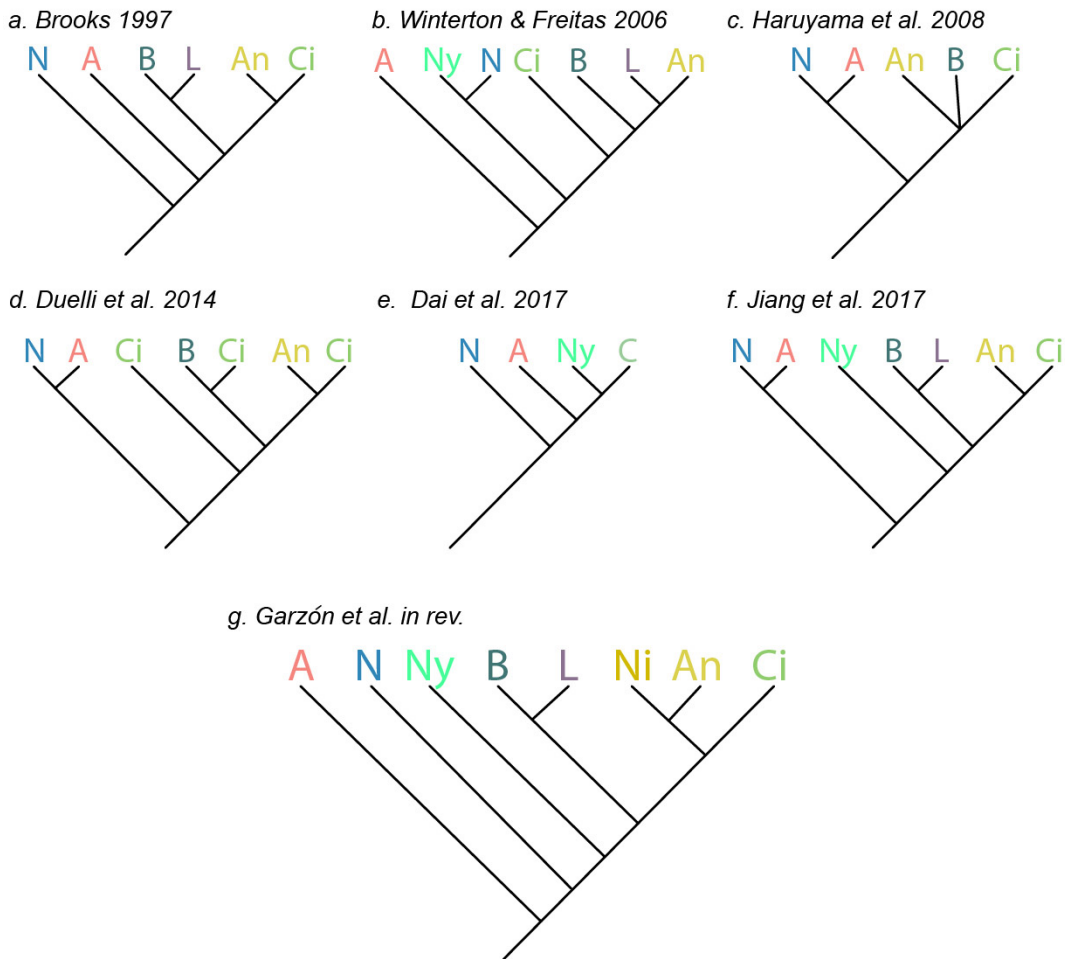 a. Brooks 1997
b. Winterton & Freitas 2006
c. Haruyama et al. 2008
N A B L An Ci
A Ny N Ci B L An
N A An B Ci
d. Duelli et al. 2014
e. Dai et al. 2017
f. Jiang et al. 2017
N A Ci B Ci An Ci
N A Ny C
N A Ny B L An Ci
g. Garzón et al. in rev.
A N Ny B L Ni An Ci